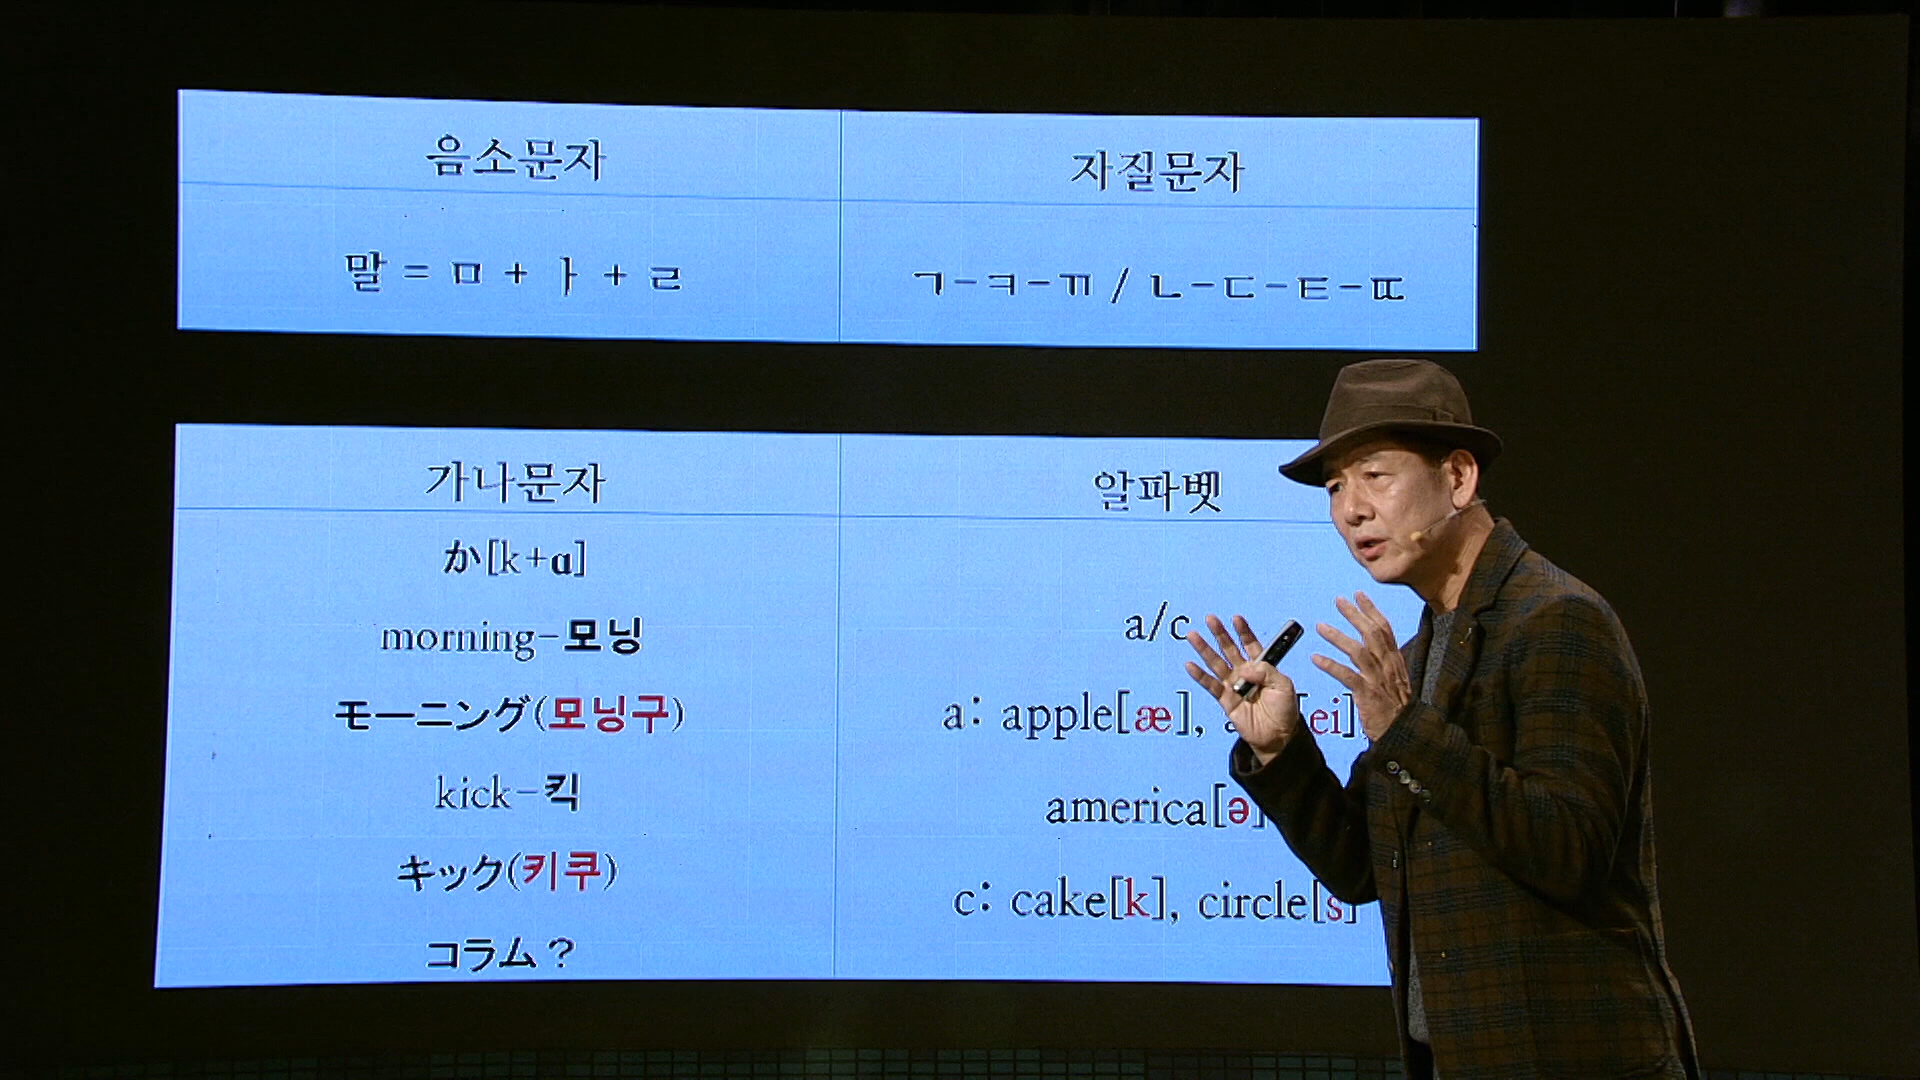 음소문자
자질문자
말 = ㅁ + ㅏ + ㄹ
ㄱ-ㅋ-ㄲ / ㄴ-ㄷ-ㅌ-ㄸ
가나문자
か[k+ɑ]
morning-모닝
モーニング(모닝구)
kick-킥
キック(키쿠)
コラム?
알파벳
a/c
a: apple[æ], [ei]
america[ə]
c: cake[k], circle[s]